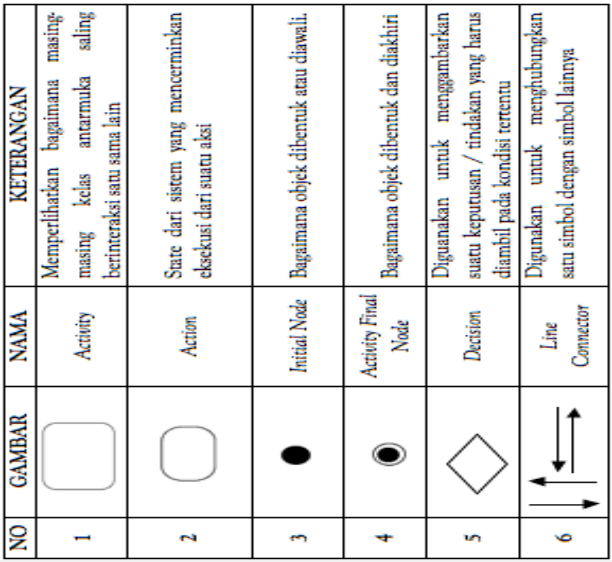 NO GAMBAR NAMA KETERANGAN
1 Activity Memperlihatkan bagaimana masing-
masing kelas antarmuka saling
berinteraksi satu sama lain
2 Action State dari sistem yang mencerminkan
eksekusi dari suatu aksi
3 Initial Node Bagaimana objek dibentuk atau diawali.
4 Activity Final
Node
Bagaimana objek dibentuk dan diakhiri
5 Decision Diguanakan untuk menggambarkan
suatu keputusan / tindakan yang harus
diambil pada kondisi tertentu
6 Line
Connector
Digunakan untuk menghubungkan
satu simbol dengan simbol lainnya